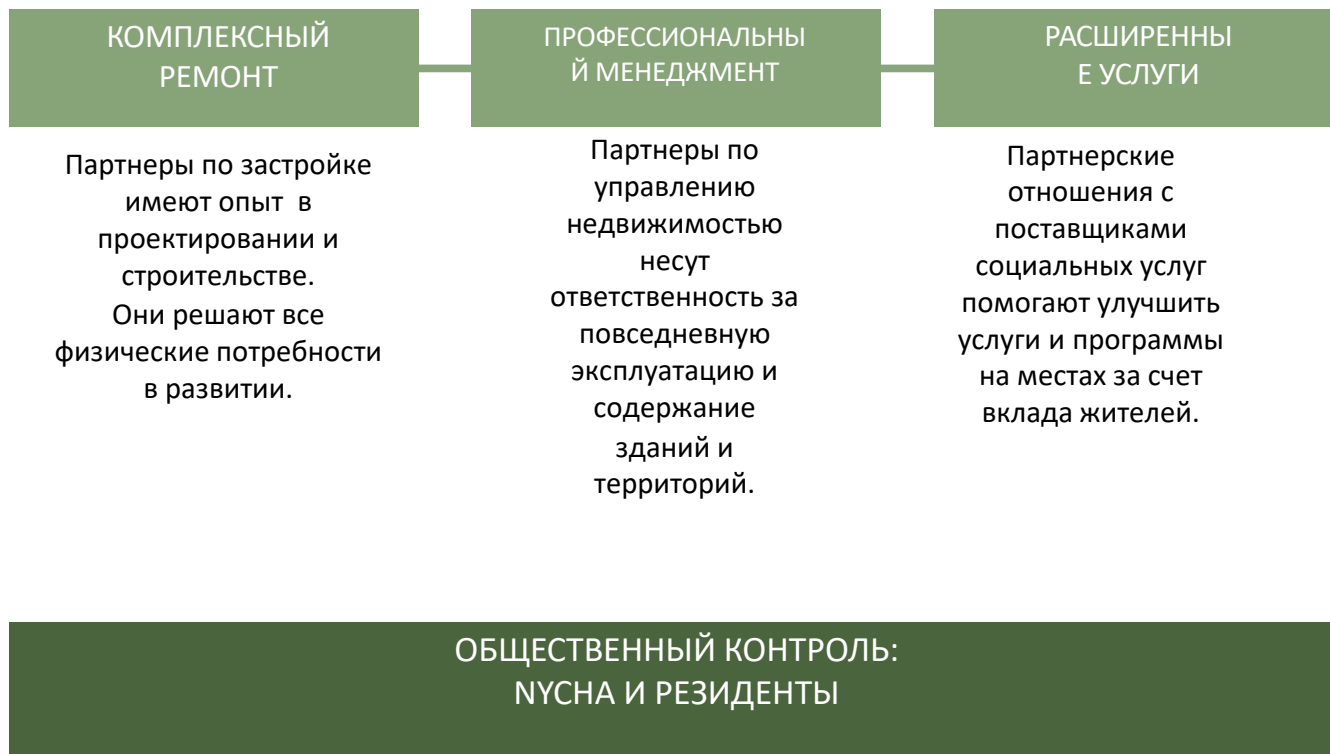 КОМПЛЕКСНЫЙ
РЕМОНТ
Партнеры по застройке
имеют опыт в
проектировании и
строительстве.
Они решают все
физические потребности
в развитии.
ПРОФЕССИОНАЛЬНЫ
Й МЕНЕДЖМЕНТ
Партнеры по
управлению
недвижимостью
несут
ответственность за
повседневную
эксплуатацию и
содержание
зданий и
территорий.
РАСШИРЕННЫ
Е УСЛУГИ
Партнерские
отношения с
поставщиками
социальных услуг
помогают улучшить
услуги и программы
на местах за счет
вклада жителей.
ОБЩЕСТВЕННЫЙ КОНТРОЛЬ:
NYCHA И РЕЗИДЕНТЫ